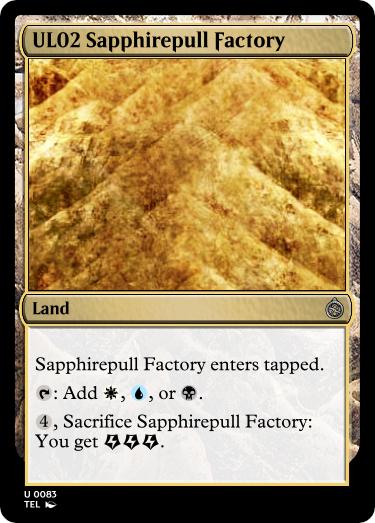 UL02 Sapphirepull Factory
Land
Sapphirepull Factory enters tapped.
: Add , , or .
4, Sacrifice Sapphirepull Factory:
You get .
U 0083
TEL